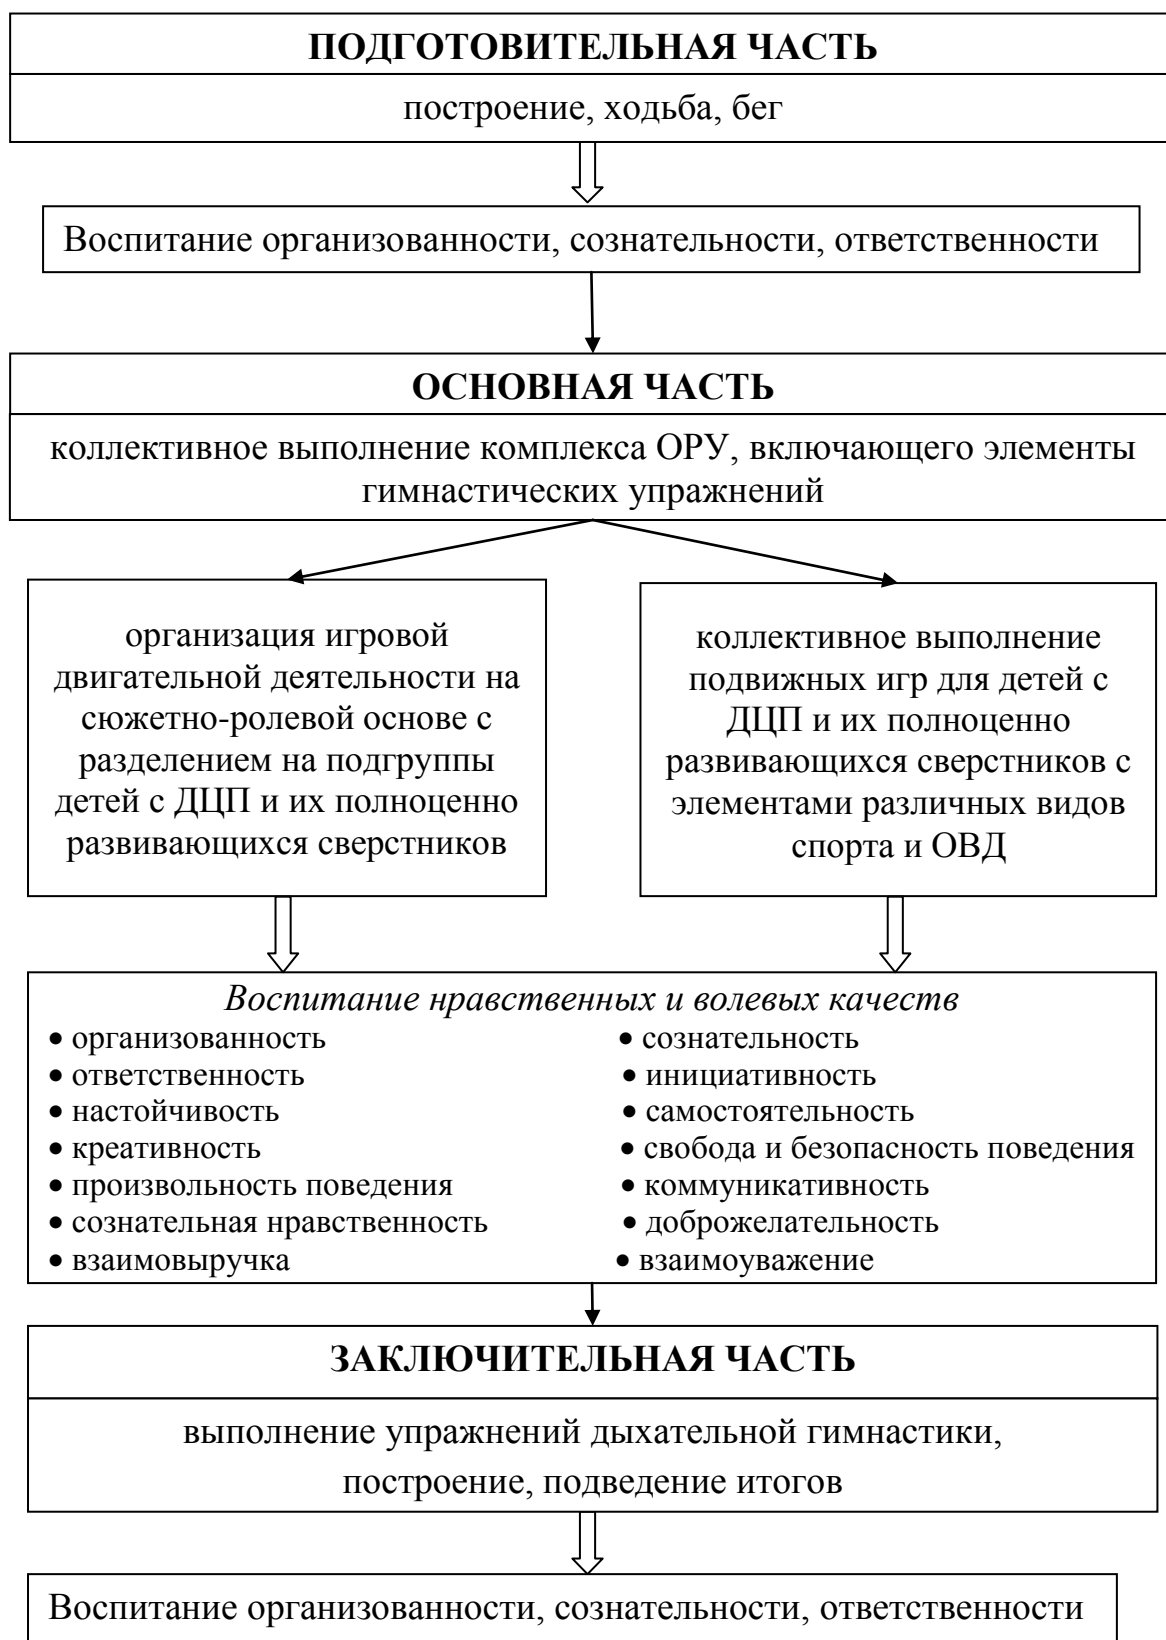 ПОДГОТОВИТЕЛЬНАЯ ЧАСТЬ
построение, ходьба, бег
Воспитание организованности, сознательности, ответственности
ОСНОВНАЯ ЧАСТЬ
коллективное выполнение комплекса ОРУ, включающего элементы
гимнастических упражнений
организация игровой
двигательной деятельности на
сюжетно-ролевой основе с
разделением на подгруппы
детей с ДЦП и их полноценно
развивающихся сверстников
коллективное выполнение
подвижных игр для детей с
ДЦП и их полноценно
развивающихся сверстников с
элементами различных видов
спорта и ОВД
Воспитание нравственных и волевых качеств
• организованность
• ответственность
• настойчивость
• креативность
• произвольность поведения
• сознательная нравственность
• взаимовыручка
• сознательность
• инициативность
• самостоятельность
• свобода и безопасность поведения
• коммуникативность
• доброжелательность
• взаимоуважение
ЗАКЛЮЧИТЕЛЬНАЯ ЧАСТЬ
выполнение упражнений дыхательной гимнастики,
построение, подведение итогов
Воспитание организованности, сознательности, ответственности